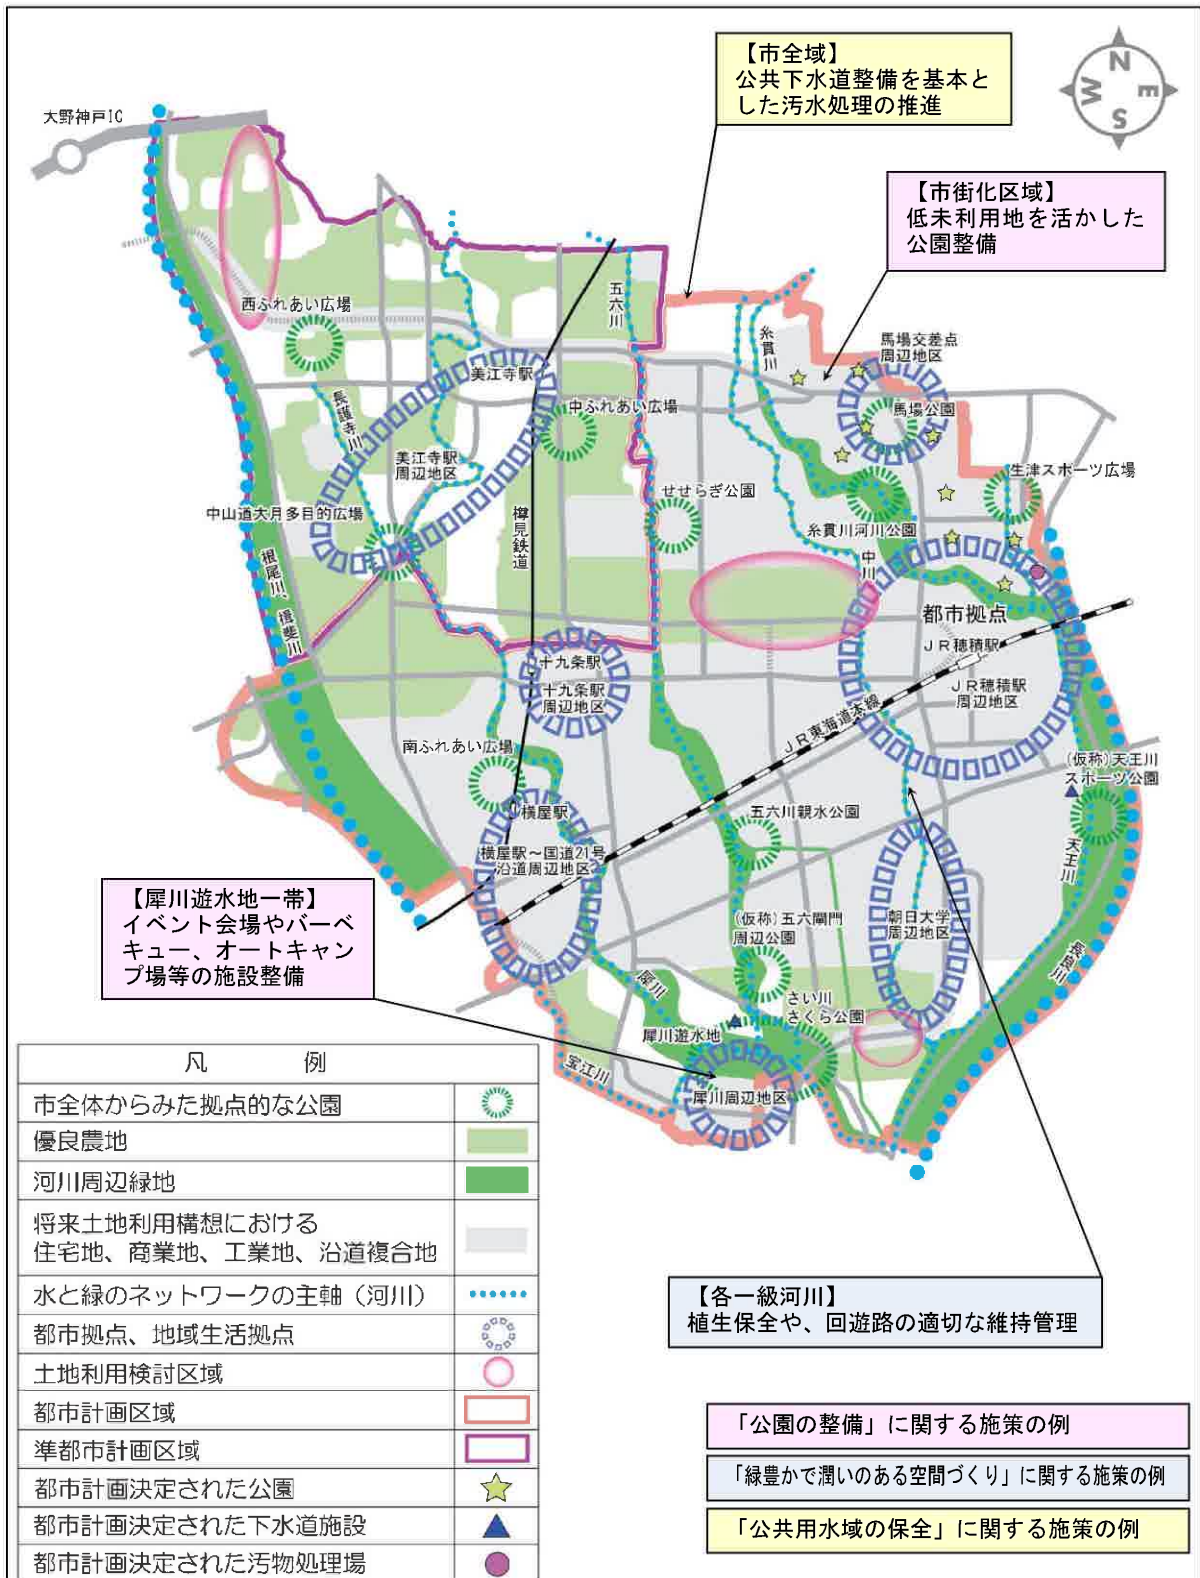 【市全域】
公共下水道整備を基本と
した汚水処理の推進
N
W
E
S
大野神戸IC
【市街化区域】
低未利用地を活かした
公園整備
五六川
西ふれあい広場
糸貫川
馬場交差点
周辺地区
美江寺駅
長護寺川
中ふれあい広場
馬場公園
美江寺駅
周辺地区
生津スポーツ広場
せせらぎ公園
中山道大月多目的広場
樽見鉄道
糸貫川河川公園
根尾川、揖斐川
中川
都市拠点
JR穂積駅
十九条駅
十九条駅
周辺地区
JR穂積駅
周辺地区
JR東海道本線
南ふれあい広場
(仮称)天王川
スポーツ公園
横屋駅
五六川親水公園
横屋駅～国道21号
沿道周辺地区
天王川
【犀川遊水地一帯】
イベント会場やバーベ
キュー、オートキャン
プ場等の施設整備
(仮称)五六閘門
周辺公園
朝日大学
周辺地区
長良川
犀川
さい川
さくら公園
犀川遊水地
宝江川
犀川周辺地区
凡 例
市全体からみた拠点的な公園
優良農地
河川周辺緑地
将来土地利用構想における
住宅地、商業地、工業地、沿道複合地
水と緑のネットワークの主軸（河川）
都市拠点、地域生活拠点
土地利用検討区域
都市計画区域
準都市計画区域
都市計画決定された公園
都市計画決定された下水道施設
都市計画決定された汚物処理場
【各一級河川】
植生保全や、回遊路の適切な維持管理
「公園の整備」に関する施策の例
「緑豊かで潤いのある空間づくり」に関する施策の例
「公共用水域の保全」に関する施策の例